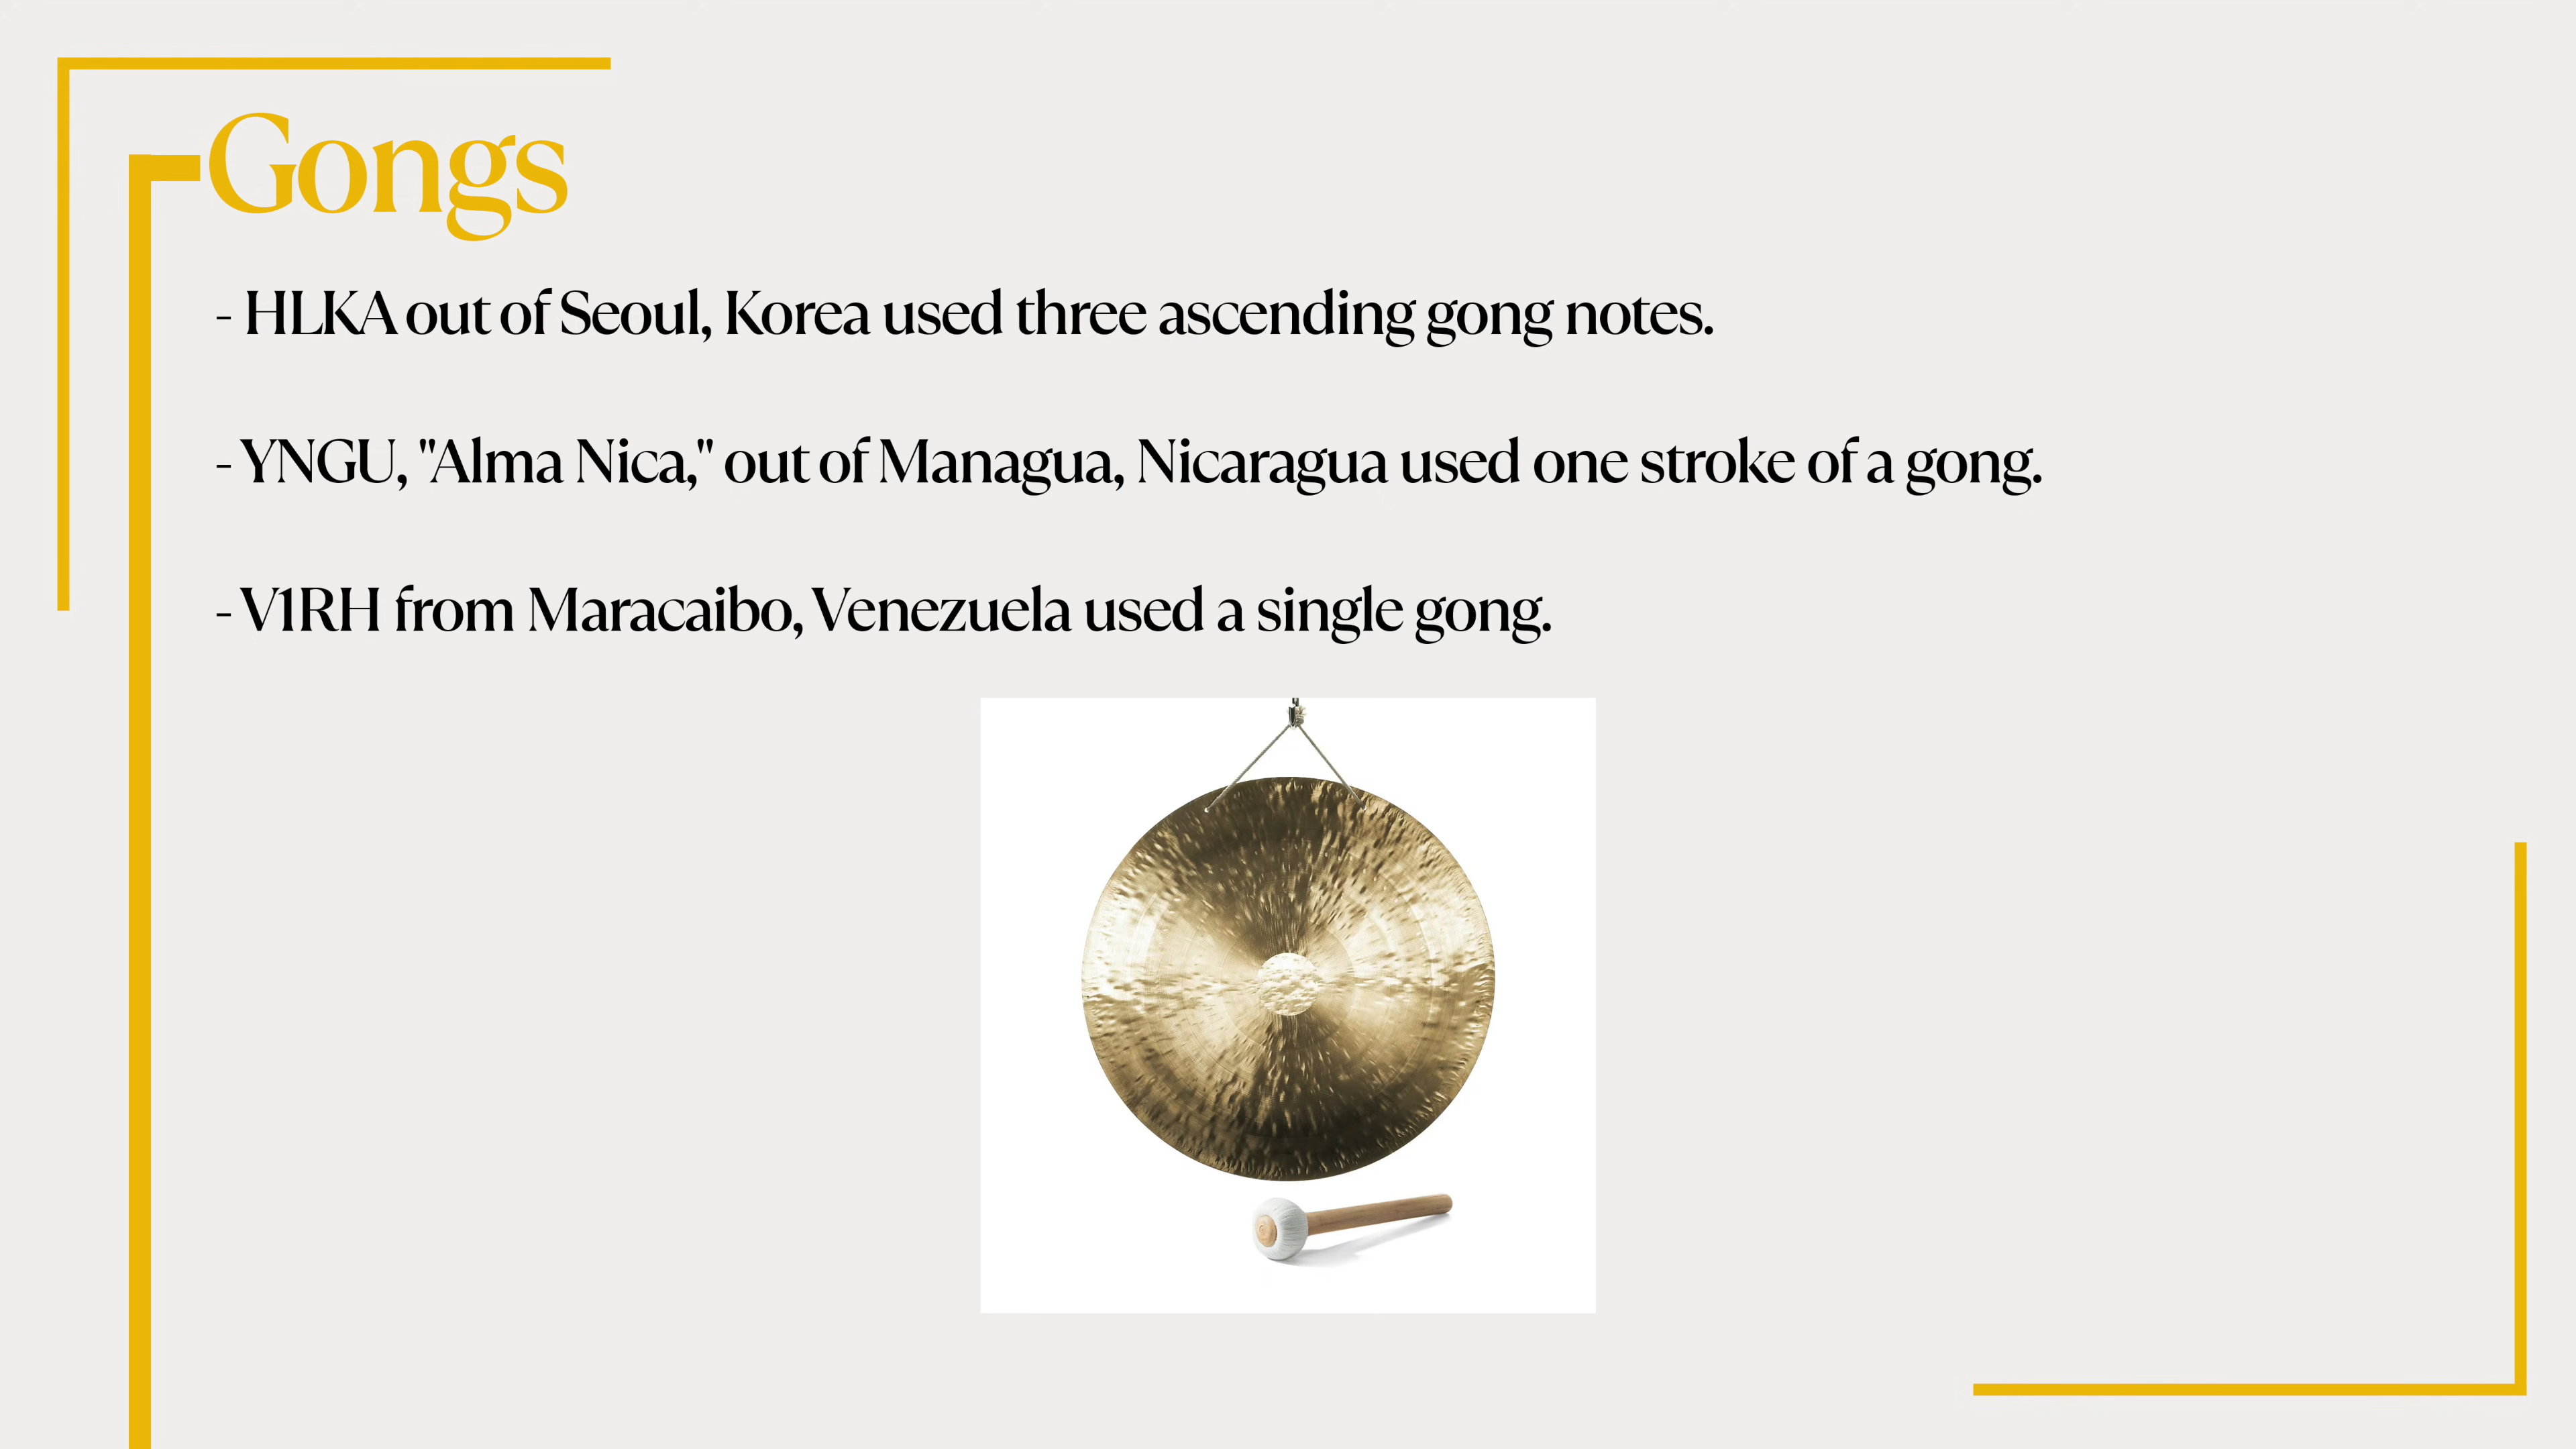 Gongs
- HLKA out of Seoul, Korea used three ascending gong notes.
- YNGU, "Alma Nica," out of Managua, Nicaragua used one stroke of a gong.
- V1RH from Maracaibo, Venezuela used a single gong.